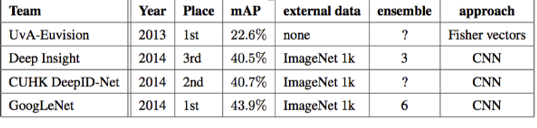 Team Year Place mAP external data ensemble approach
UvA-Euvision 2013 1st 22.6% none ? Fisher vectors
Deep Insight 2014 3rd 40.5% ImageNet 1k 3 CNN
CUHK DeepID-Net 2014 2nd 40.7% ImageNet 1k ? CNN
GoogLeNet 2014 1st 43.9% ImageNet 1k 6 CNN